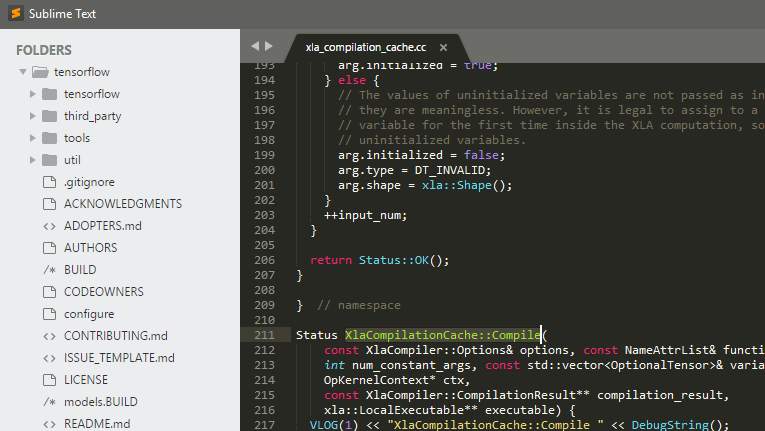 Sublime Text
FOLDERS
tensorflow
tensorflow
third_party
tools
util
.gitignore
ACKNOWLEDGMENTS
ADOPTERS.md
AUTHORS
BUILD
CODEOWNERS
configure
CONTRIBUTING.md
ISSUE_TEMPLATE.md
LICENSE
models.BUILD
README.md
xla_compilation_cache.cc
193 arg.initialized = true;
194 } else {
195 // The values of uninitialized variables are not passed as in
196 // they are meaningless. However, it is legal to assign to a
197 // variable for the first time inside the XLA computation, so
198 // uninitialized variables.
199 arg.initialized = false;
200 arg.type = DT_INVALID;
201 arg.shape = xla::Shape();
202 }
203 ++input_num;
204 }
205
206 return Status::OK();
207 }
208
209 } // namespace
210
211 Status XlaCompilationCache::Compile(
212 const XlaCompiler::Options& options, const NameAttrList& functi
213 int num_constant_args, const std::vector<OptionalTensor>& varia
214 OpKernelContext* ctx,
215 const XlaCompiler::CompilationResult** compilation_result,
216 xla::LocalExecutable** executable) {
217 VLOG(1) << "XlaCompilationCache::Compile " << DebugString();